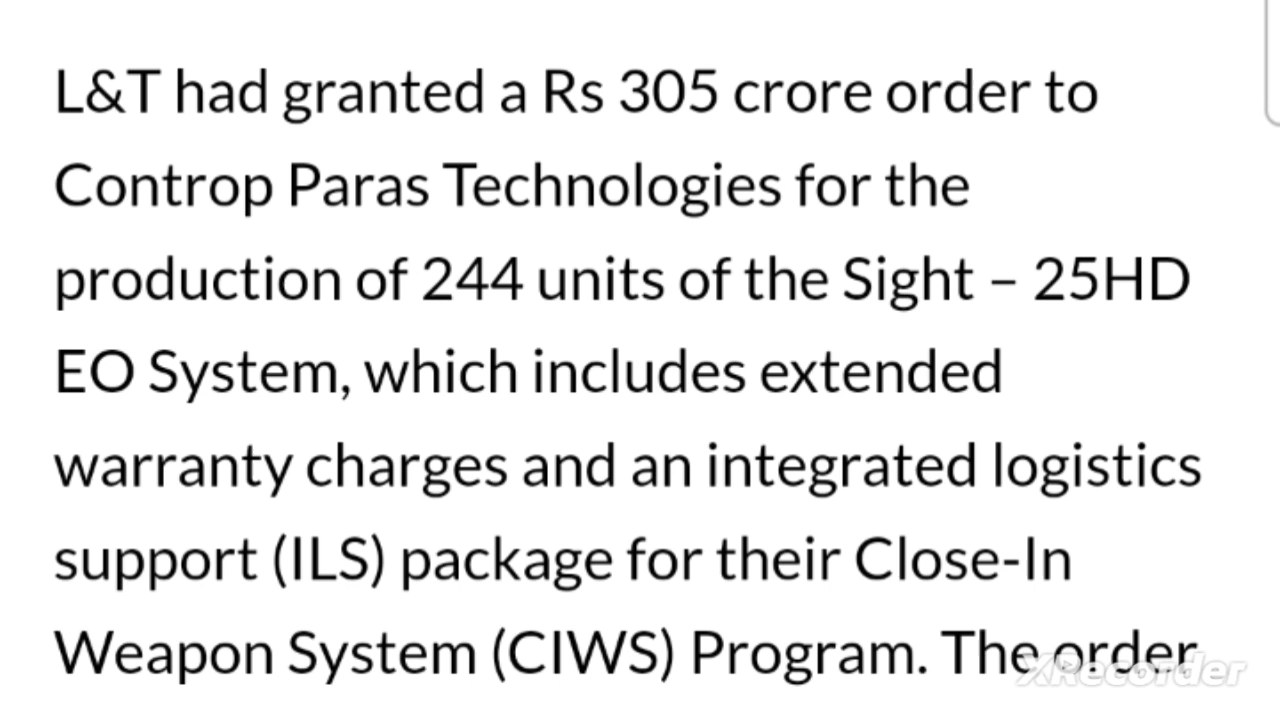 L&T had granted a Rs 305 crore order to
Controp Paras Technologies for the
production of 244 units of the Sight – 25HD
EO System, which includes extended
warranty charges and an integrated logistics
support (ILS) package for their Close-In
Weapon System (CIWS) Program. The order
XRecorder